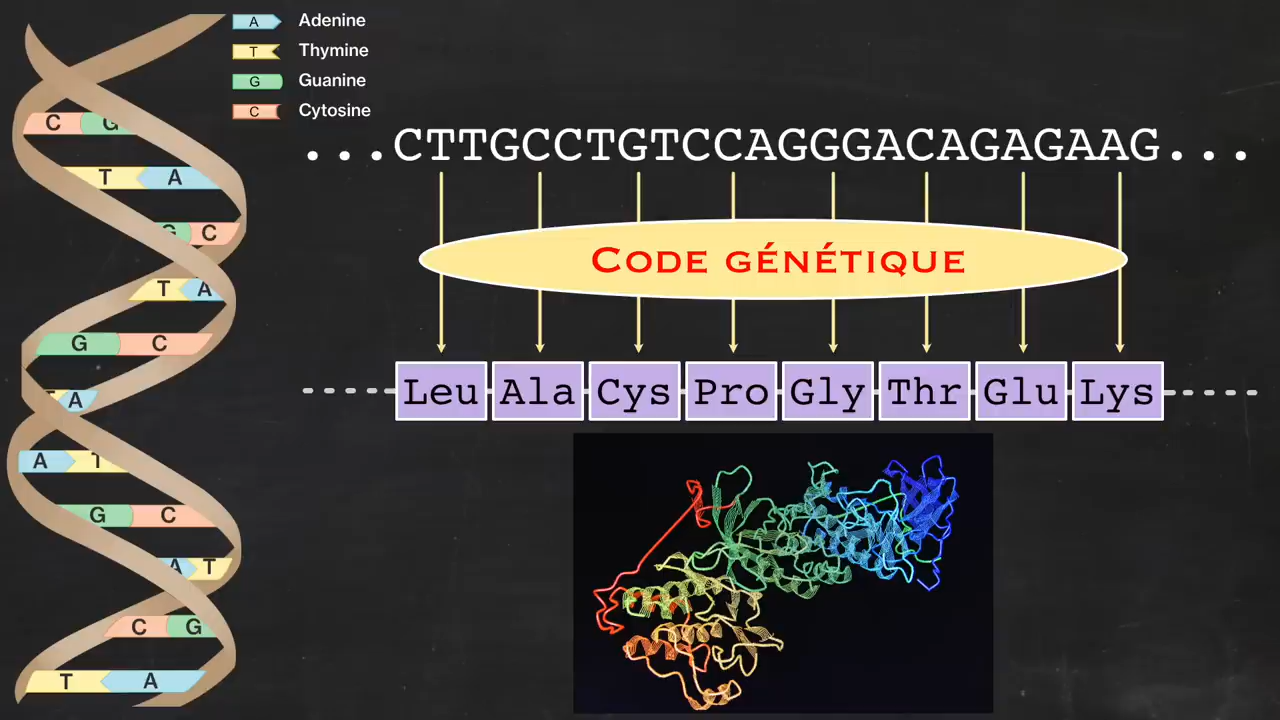 A Adenine
T Thymine
G Guanine
C Cytosine
...CTTGCCTGTCCAGGGACAGAGAAG...
Code génétique
Leu Ala Cys Pro Gly Thr Glu Lys
C G
T A
G C
T A
G C
T A
A T
G C
A T
C G
T A